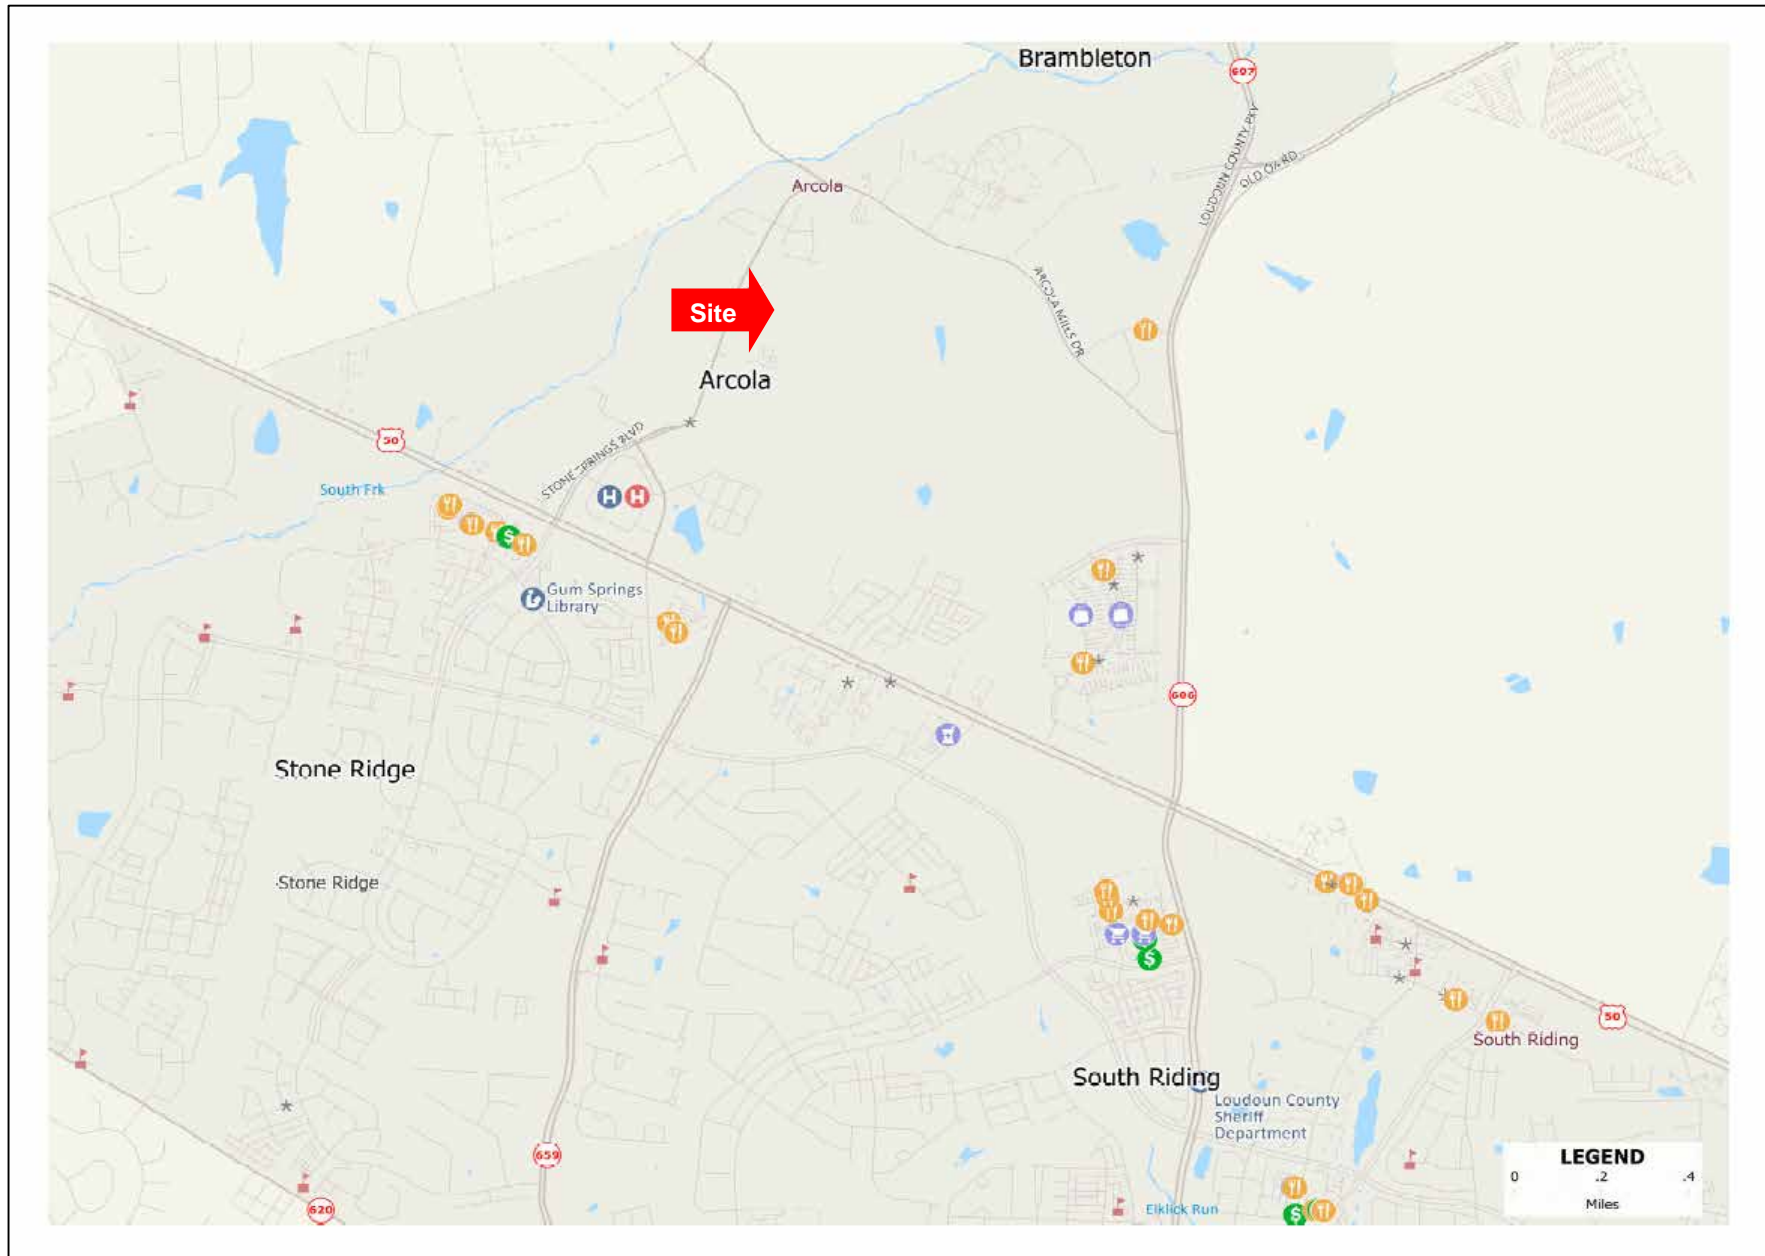 Brambleton
607
LOUDOUN COUNTY PKY
OLD OX RD
Arcola
ARCOLA MILLS DR
Site
Arcola
50
STONE SPRINGS BLVD
South Frk
H
H
$
Gum Springs
Library
606
Stone Ridge
Stone Ridge
$
50
South Riding
South Riding
Loudoun County
Sheriff
Department
659
LEGEND
0 .2 .4
Miles
620
Elklick Run
$